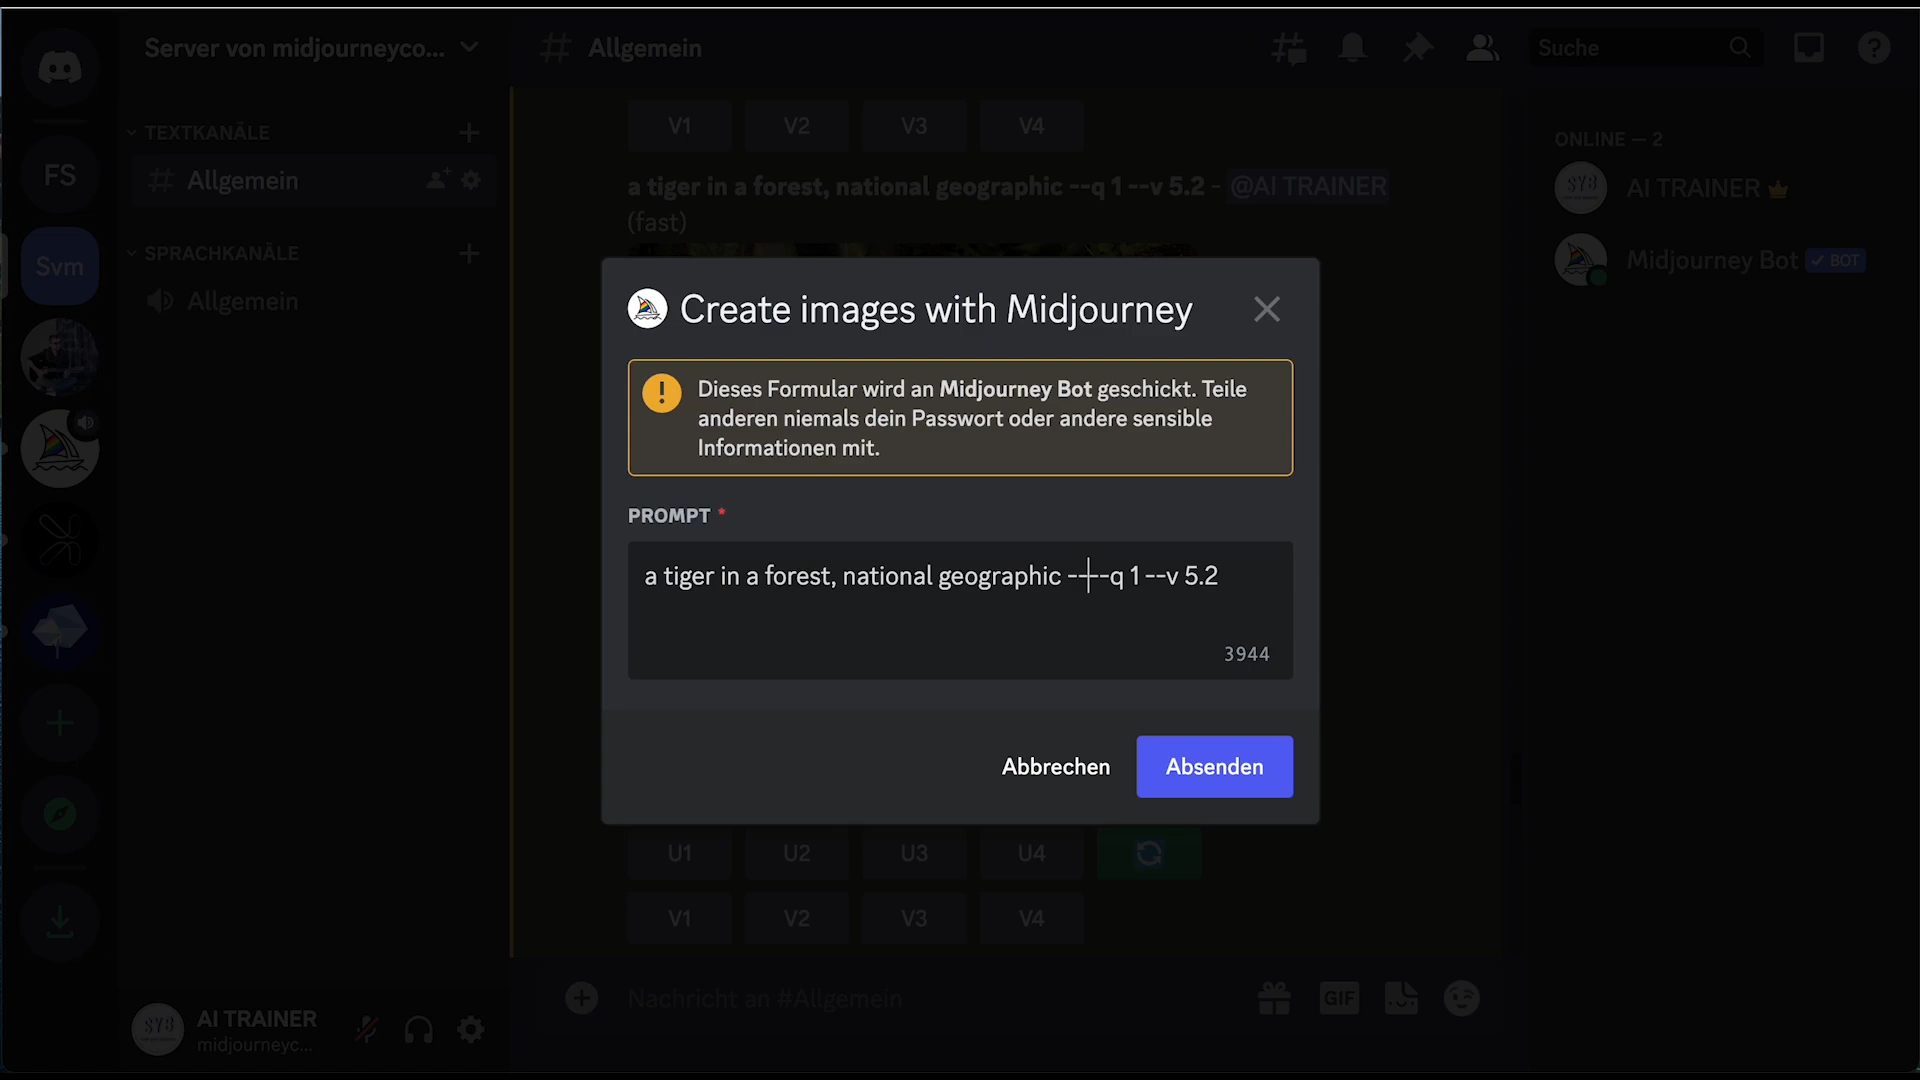 Server von midjourneyco...
# Allgemein
Suche
TEXTKANÄLE
# Allgemein
SPRACHKANÄLE
Allgemein
FS
Svm
V1 V2 V3 V4
a tiger in a forest, national geographic --q 1 --v 5.2 - @AI TRAINER
(fast)
ONLINE — 2
AI TRAINER
Midjourney Bot BOT
Create images with Midjourney
Dieses Formular wird an Midjourney Bot geschickt. Teile
anderen niemals dein Passwort oder andere sensible
Informationen mit.
PROMPT *
a tiger in a forest, national geographic ----q 1 --v 5.2
3944
Abbrechen
Absenden
U1 U2 U3 U4
V1 V2 V3 V4
Nachricht an #Allgemein
GIF
AI TRAINER
midjourneyc...